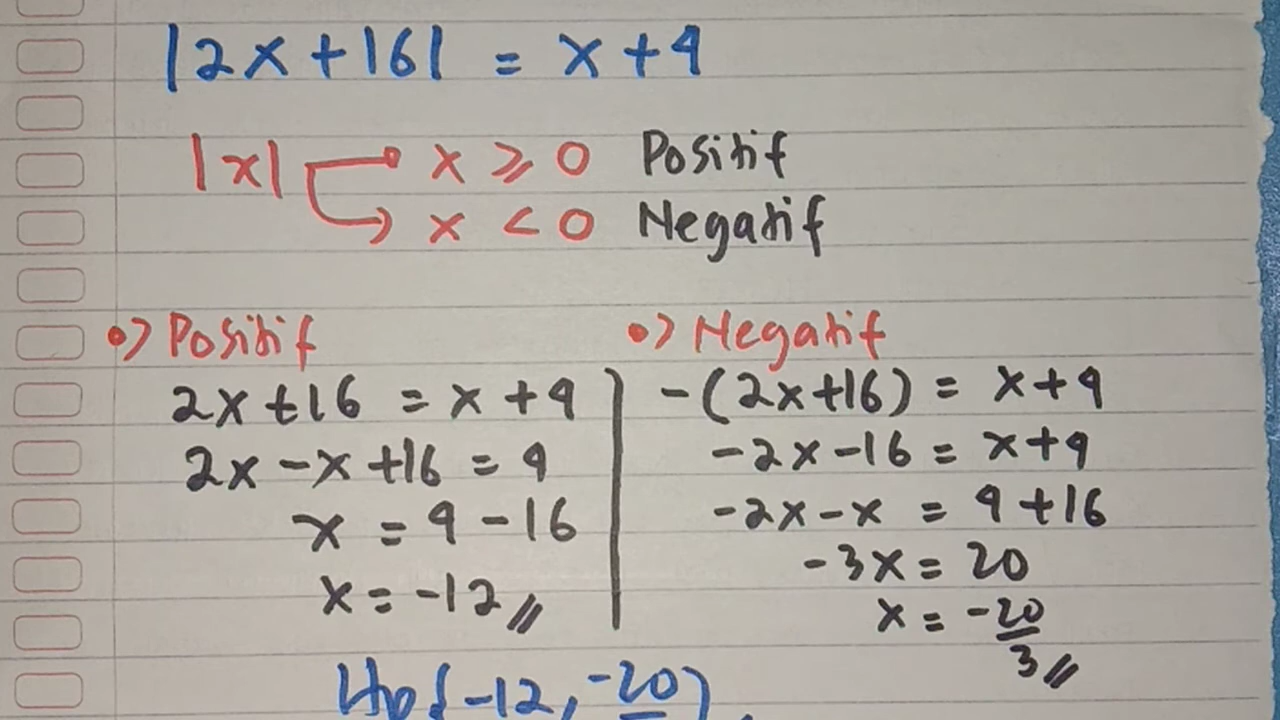 |2x+16| = x+4
|x| x ⩾ 0 Positif
x < 0 Negatif
•) Positif
2x+16 = x+4
2x-x+16 = 4
x = 4-16
x = -12 //
•) Negatif
-(2x+16) = x+4
-2x-16 = x+4
-2x-x = 4+16
-3x = 20
x = -20/3 //
Hp{-12, -20}